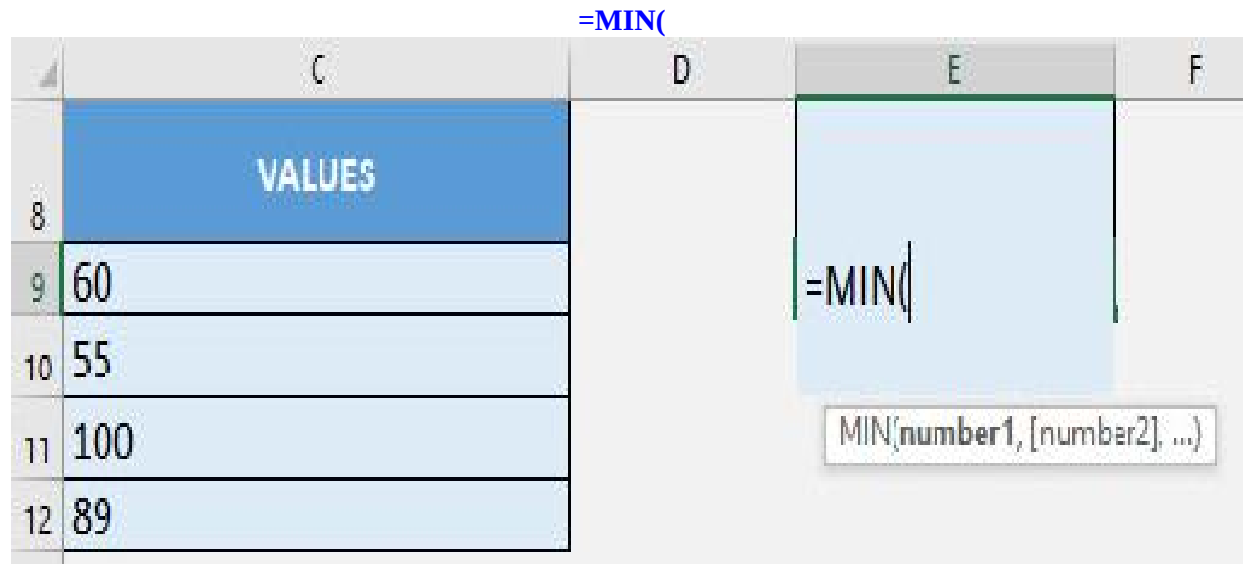 =MIN(
C D E F
8 VALUES
9 60 =MIN(
10 55
11 100 MIN(number1, [number2], ...)
12 89